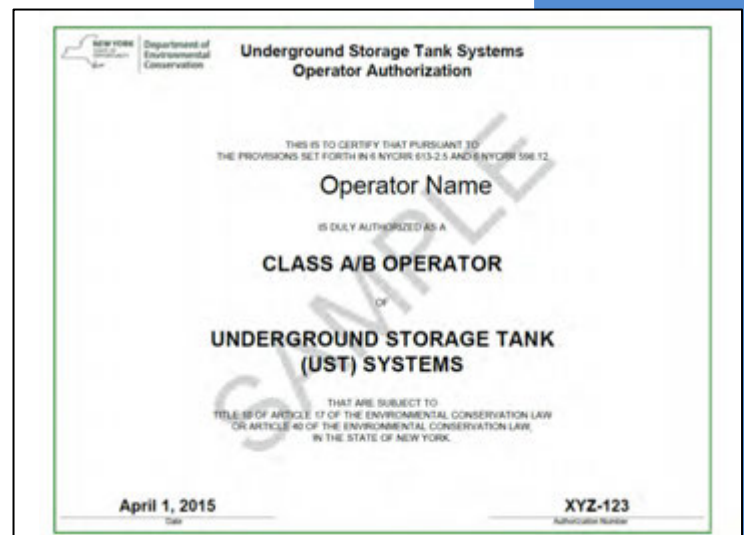 NEW YORK
STATE OF
OPPORTUNITY
Department of
Environmental
Conservation
Underground Storage Tank Systems
Operator Authorization
THIS IS TO CERTIFY THAT PURSUANT TO
THE PROVISIONS SET FORTH IN 6 NYCRR 613-2.5 AND 6 NYCRR 596.12
Operator Name
IS DULY AUTHORIZED AS A
CLASS A/B OPERATOR
OF
UNDERGROUND STORAGE TANK
(UST) SYSTEMS
THAT ARE SUBJECT TO
TITLE 10 OF ARTICLE 17 OF THE ENVIRONMENTAL CONSERVATION LAW
OR ARTICLE 40 OF THE ENVIRONMENTAL CONSERVATION LAW,
IN THE STATE OF NEW YORK.
SAMPLE
April 1, 2015
Date
XYZ-123
Authorization Number